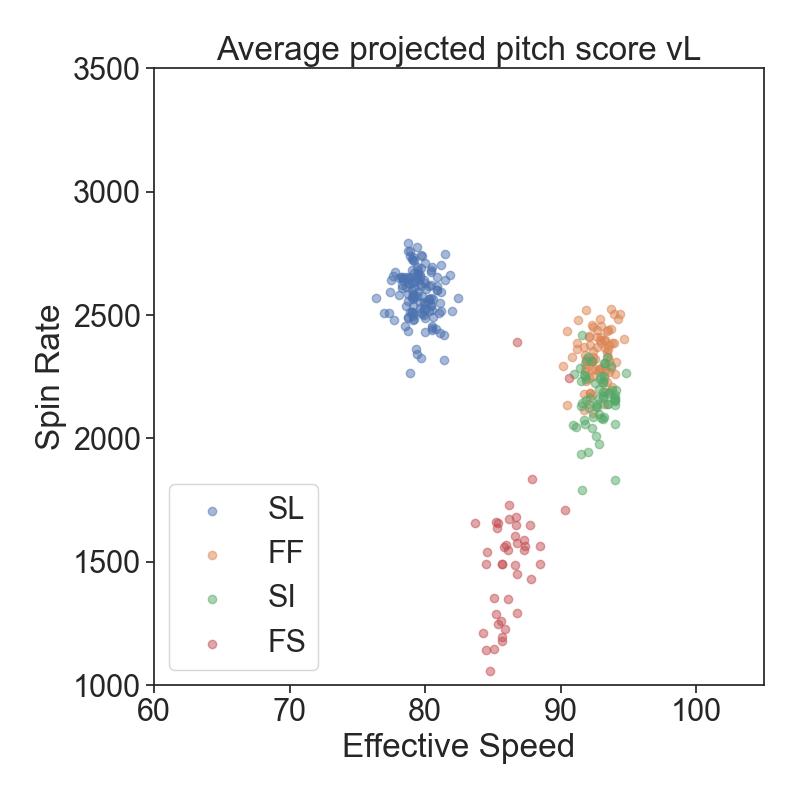 Average projected pitch score vL
3500
3000
2500
2000
1500
1000
Spin Rate
SL
FF
SI
FS
60 70 80 90 100
Effective Speed